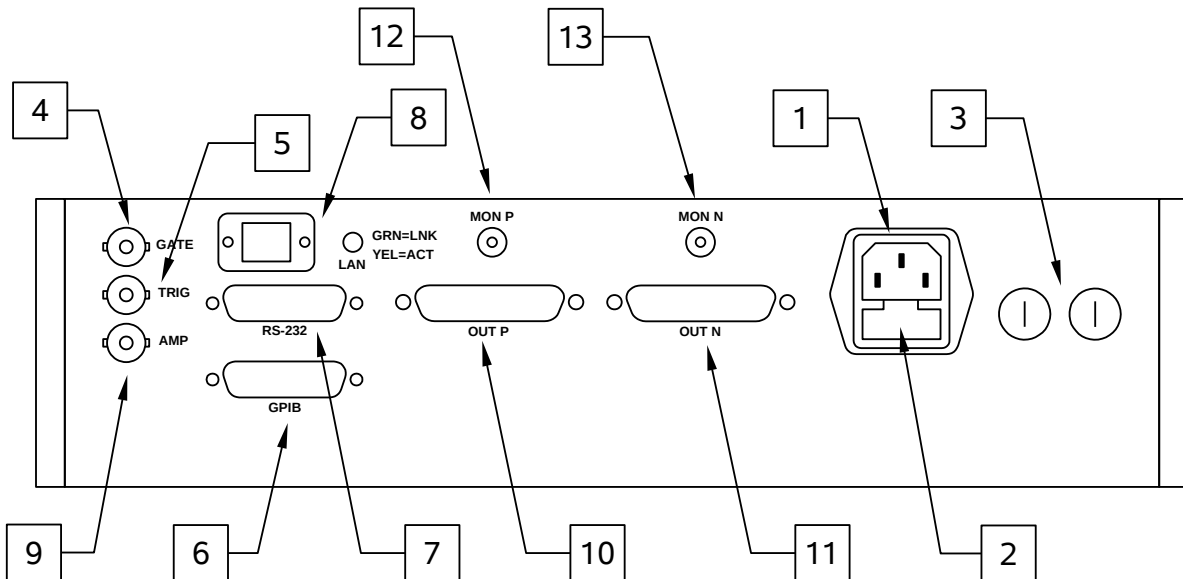 12
13
4
5
8
1
3
MON P
MON N
GATE
GRN=LNK
YEL=ACT
LAN
TRIG
RS-232
OUT P
OUT N
AMP
GPIB
9
6
7
10
11
2